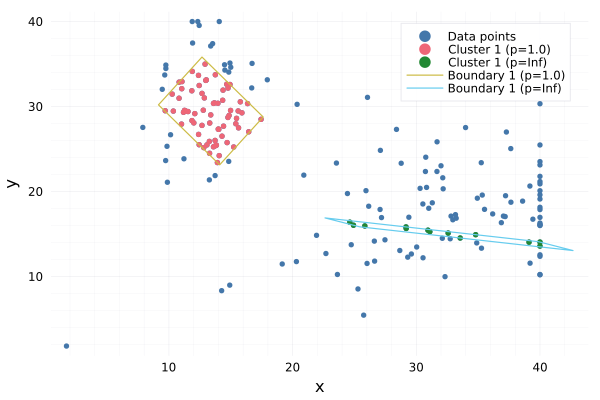 40
30
20
10
y
10
20
30
40
x
Data points
Cluster 1 (p=1.0)
Cluster 1 (p=Inf)
Boundary 1 (p=1.0)
Boundary 1 (p=Inf)